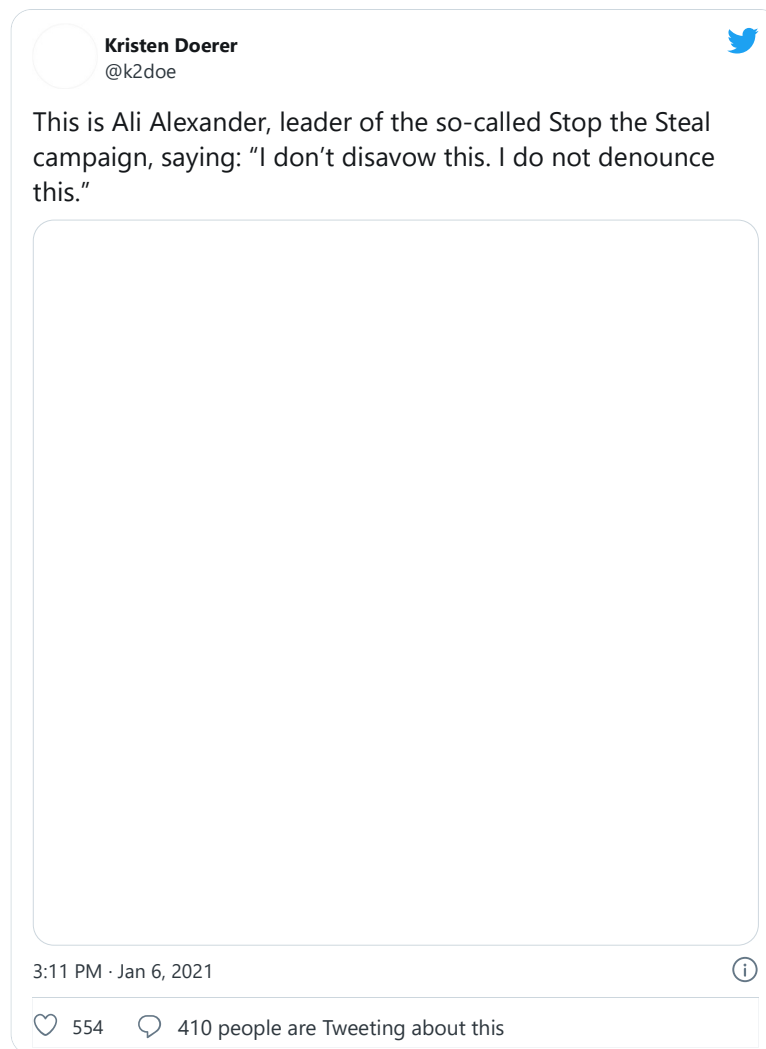 Kristen Doerer
@k2doe
This is Ali Alexander, leader of the so-called Stop the Steal
campaign, saying: “I don’t disavow this. I do not denounce
this.”
3:11 PM · Jan 6, 2021
554 410 people are Tweeting about this